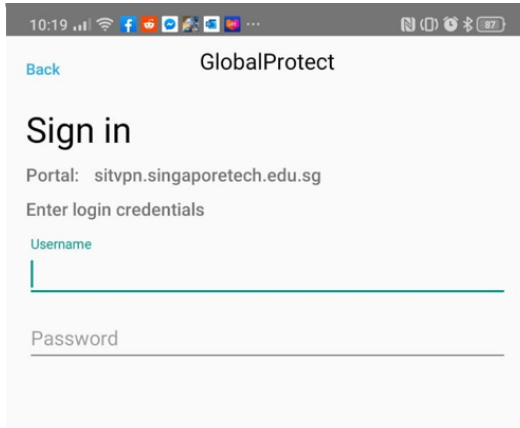 10:19 ...
Back
GlobalProtect
87
Sign in
Portal: sitvpn.singaporetech.edu.sg
Enter login credentials
Username
Password